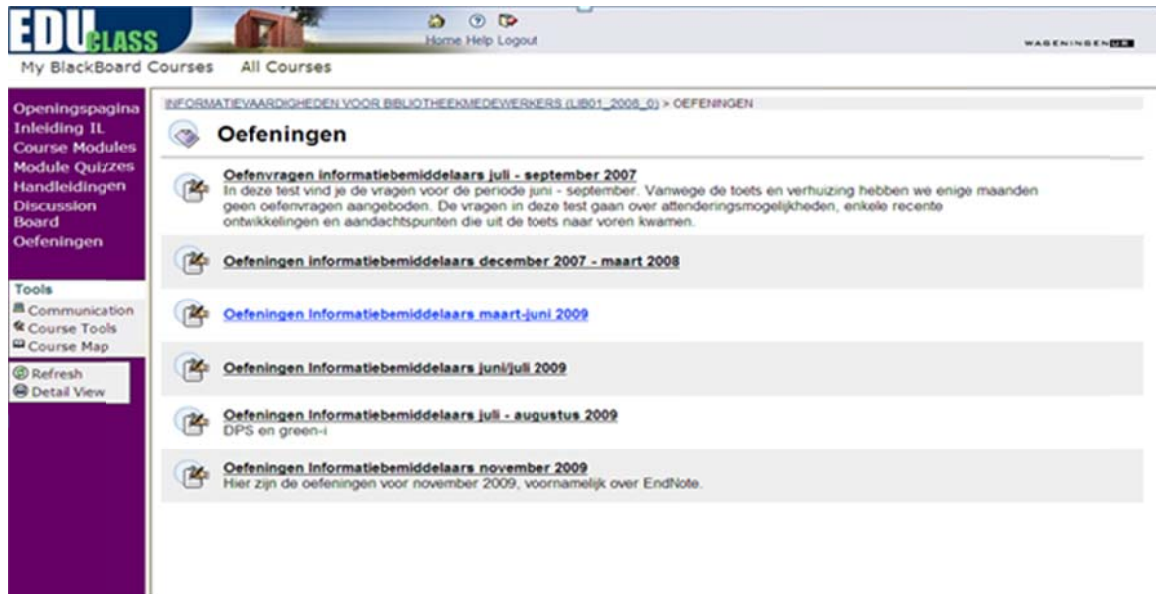 EDUCLASS
Home Help Logout
WAGENINGEN UR
My BlackBoard Courses All Courses
Openingspagina
Inleiding IL
Course Modules
Module Quizzes
Handleidingen
Discussion
Board
Oefeningen
Tools
Communication
Course Tools
Course Map
Refresh
Detail View
INFORMATIEVAARDIGHEDEN VOOR BIBLIOTHEEKMEDEWERKERS (LIB01_2008_0) > OEFENINGEN
Oefeningen
Oefenvragen informatiebemiddelaars juli - september 2007
In deze test vind je de vragen voor de periode juni - september. Vanwege de toets en verhuizing hebben we enige maanden
geen oefenvragen aangeboden. De vragen in deze test gaan over attenderingsmogelijkheden, enkele recente
ontwikkelingen en aandachtspunten die uit de toets naar voren kwamen.
Oefeningen informatiebemiddelaars december 2007 - maart 2008
Oefeningen Informatiebemiddelaars maart-juni 2009
Oefeningen Informatiebemiddelaars juni/juli 2009
Oefeningen Informatiebemiddelaars juli - augustus 2009
DPS en green-i
Oefeningen Informatiebemiddelaars november 2009
Hier zijn de oefeningen voor november 2009, voornamelijk over EndNote.